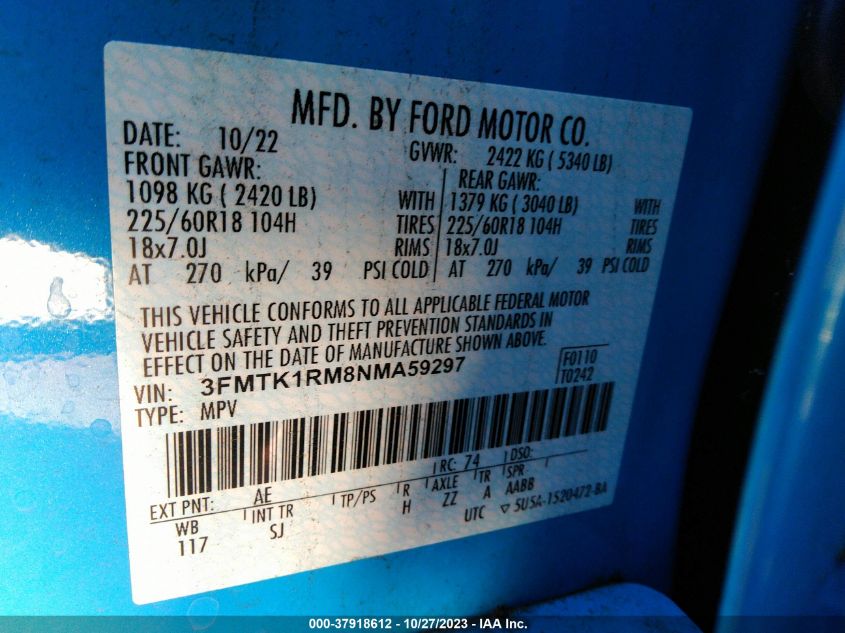 MFD. BY FORD MOTOR CO.
DATE: 10/22 GVWR: 2422 KG ( 5340 LB)
FRONT GAWR: REAR GAWR:
1098 KG ( 2420 LB) WITH 1379 KG ( 3040 LB) WITH
225/60R18 104H TIRES 225/60R18 104H TIRES
18x7.0J RIMS 18x7.0J RIMS
AT 270 kPa/ 39 PSI COLD AT 270 kPa/ 39 PSI COLD
THIS VEHICLE CONFORMS TO ALL APPLICABLE FEDERAL MOTOR
VEHICLE SAFETY AND THEFT PREVENTION STANDARDS IN
EFFECT ON THE DATE OF MANUFACTURE SHOWN ABOVE.
VIN: 3FMTK1RM8NMA59297 F0110
TYPE: MPV T0242
EXT PNT: AE RC: 74 DSO:
WB INT TR TP/PS R AXLE TR SPR
117 SJ H ZZ A AABB
UTC ▽ 5U5A-1520472-BA
000-37918612 - 10/27/2023 - IAA Inc.